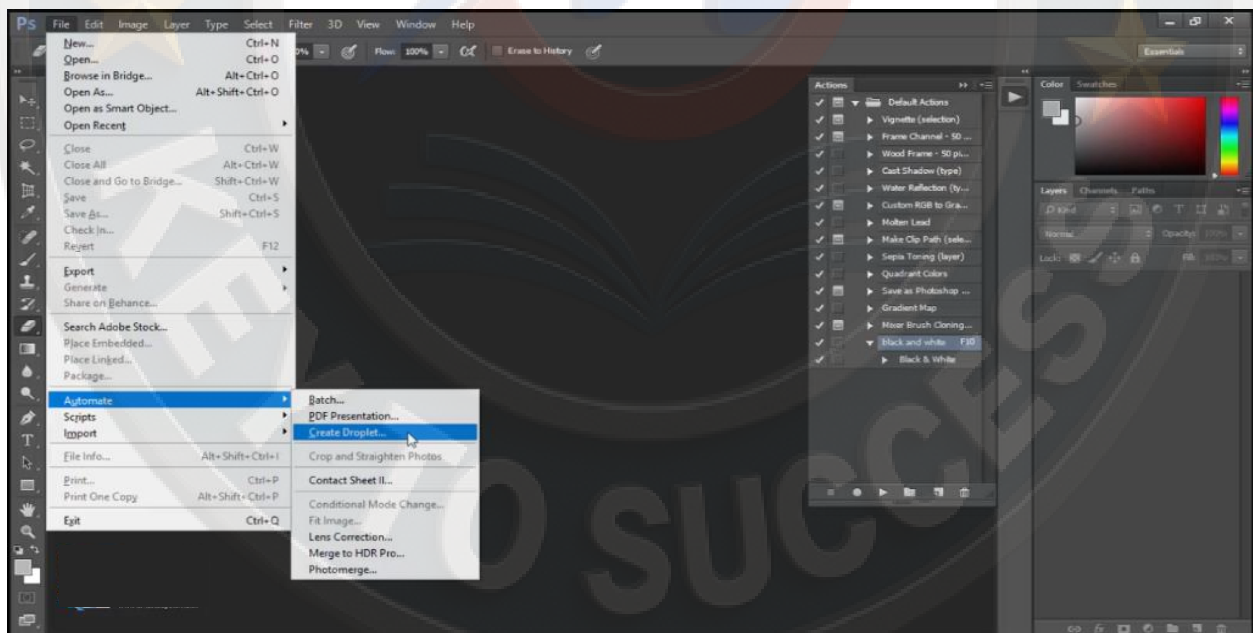 Ps File Edit Image Layer Type Select Filter 3D View Window Help
0% Flow: 100% Erase to History Essentials
New... Ctrl+N
Open... Ctrl+O
Browse in Bridge... Alt+Ctrl+O
Open As... Alt+Shift+Ctrl+O
Open as Smart Object...
Open Recent
Close Ctrl+W
Close All Alt+Ctrl+W
Close and Go to Bridge... Shift+Ctrl+W
Save Ctrl+S
Save As... Shift+Ctrl+S
Check In...
Revert F12
Export
Generate
Share on Behance...
Search Adobe Stock...
Place Embedded...
Place Linked...
Package...
Automate
Scripts
Import
File Info... Alt+Shift+Ctrl+I
Print... Ctrl+P
Print One Copy Alt+Shift+Ctrl+P
Exit Ctrl+Q
Batch...
PDF Presentation...
Create Droplet...
Crop and Straighten Photos
Contact Sheet II...
Conditional Mode Change...
Fit Image...
Lens Correction...
Merge to HDR Pro...
Photomerge...
Actions
Default Actions
Vignette (selection)
Frame Channel - 50 ...
Wood Frame - 50 pi...
Cast Shadow (type)
Water Reflection (ty...
Custom RGB to Gra...
Molten Lead
Make Clip Path (sele...
Sepia Toning (layer)
Quadrant Colors
Save as Photoshop ...
Gradient Map
Mixer Brush Cloning...
black and white F10
Black & White
Color Swatches
Layers Channels Paths
Kind
Normal Opacity: 100%
Lock: Fill: 100%
TO SUCCESS